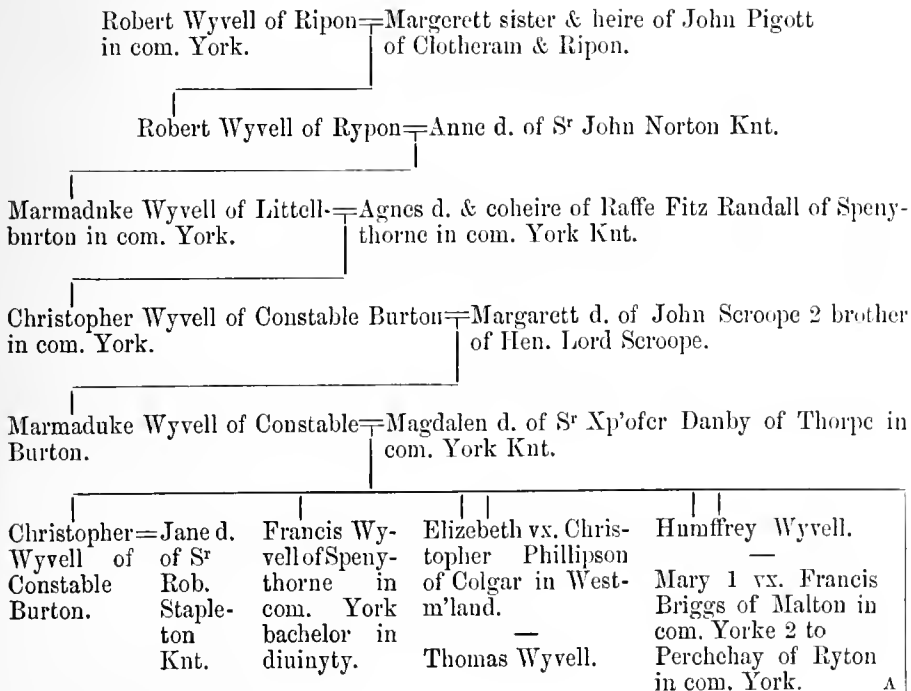 Robert Wyvell of Ripon=Margerett sister & heire of John Pigott
in com. York. of Clotheram & Ripon.
Robert Wyvell of Rypon=Anne d. of Sʳ John Norton Knt.
Marmaduke Wyvell of Littell-=Agnes d. & coheire of Raffe Fitz Randall of Speny-
burton in com. York. thorne in com. York Knt.
Christopher Wyvell of Constable Burton=Margarett d. of John Scroope 2 brother
in com. York. of Hen. Lord Scroope.
Marmaduke Wyvell of Constable=Magdalen d. of Sʳ Xp'ofer Danby of Thorpe in
Burton. com. York Knt.
Christopher=
Wyvell of
Constable
Burton.
Jane d.
of Sʳ
Rob.
Staple-
ton
Knt.
Francis Wy-
vell of Speny-
thorne in
com. York
bachelor in
diuinyty.
Elizebeth vx. Chris-
topher Phillipson
of Colgar in West-
m'land.
—
Thomas Wyvell.
Humffrey Wyvell.
—
Mary 1 vx. Francis
Briggs of Malton in
com. Yorke 2 to
Perchehay of Ryton
in com. York.
A